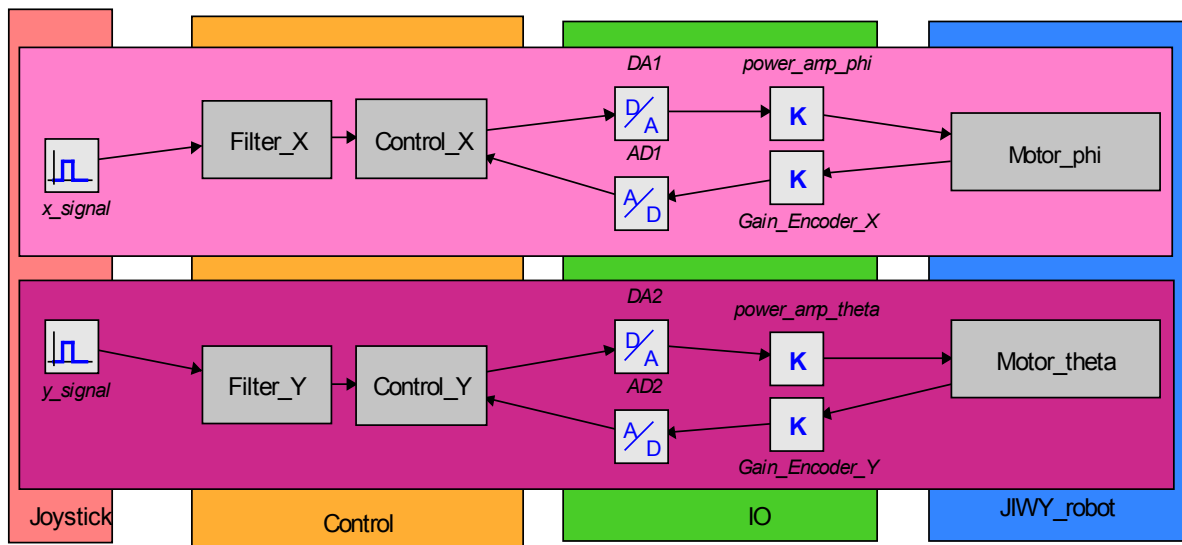 DA1
power_amp_phi
D/A
K
Filter_X
Control_X
AD1
Motor_phi
x_signal
A/D
K
Gain_Encoder_X
DA2
power_amp_theta
D/A
K
Motor_theta
y_signal
Filter_Y
Control_Y
AD2
A/D
K
Gain_Encoder_Y
Joystick
Control
IO
JIWY_robot